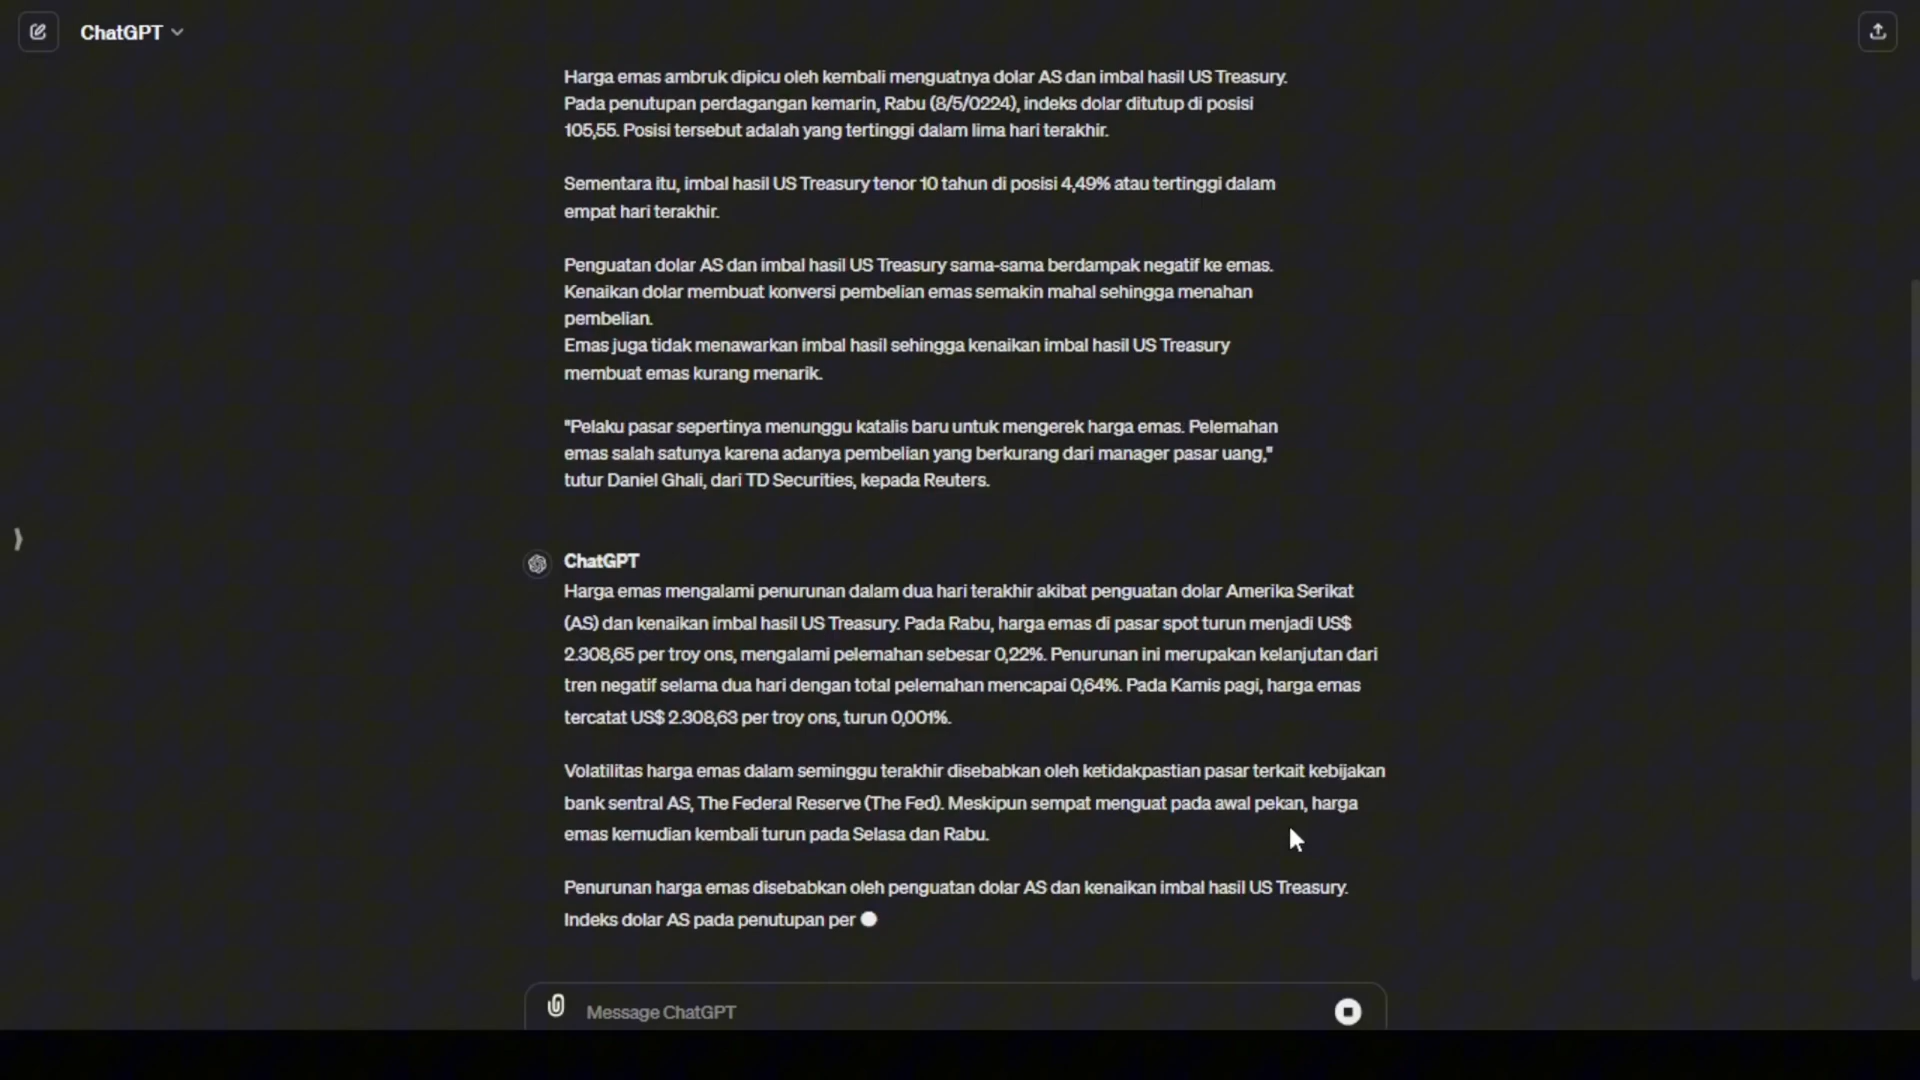 ChatGPT
Harga emas ambruk dipicu oleh kembali menguatnya dolar AS dan imbal hasil US Treasury.
Pada penutupan perdagangan kemarin, Rabu (8/5/0224), indeks dolar ditutup di posisi
105,55. Posisi tersebut adalah yang tertinggi dalam lima hari terakhir.
Sementara itu, imbal hasil US Treasury tenor 10 tahun di posisi 4,49% atau tertinggi dalam
empat hari terakhir.
Penguatan dolar AS dan imbal hasil US Treasury sama-sama berdampak negatif ke emas.
Kenaikan dolar membuat konversi pembelian emas semakin mahal sehingga menahan
pembelian.
Emas juga tidak menawarkan imbal hasil sehingga kenaikan imbal hasil US Treasury
membuat emas kurang menarik.
"Pelaku pasar sepertinya menunggu katalis baru untuk mengerek harga emas. Pelemahan
emas salah satunya karena adanya pembelian yang berkurang dari manager pasar uang,"
tutur Daniel Ghali, dari TD Securities, kepada Reuters.
ChatGPT
Harga emas mengalami penurunan dalam dua hari terakhir akibat penguatan dolar Amerika Serikat
(AS) dan kenaikan imbal hasil US Treasury. Pada Rabu, harga emas di pasar spot turun menjadi US$
2.308,65 per troy ons, mengalami pelemahan sebesar 0,22%. Penurunan ini merupakan kelanjutan dari
tren negatif selama dua hari dengan total pelemahan mencapai 0,64%. Pada Kamis pagi, harga emas
tercatat US$ 2.308,63 per troy ons, turun 0,001%.
Volatilitas harga emas dalam seminggu terakhir disebabkan oleh ketidakpastian pasar terkait kebijakan
bank sentral AS, The Federal Reserve (The Fed). Meskipun sempat menguat pada awal pekan, harga
emas kemudian kembali turun pada Selasa dan Rabu.
Penurunan harga emas disebabkan oleh penguatan dolar AS dan kenaikan imbal hasil US Treasury.
Indeks dolar AS pada penutupan per
Message ChatGPT